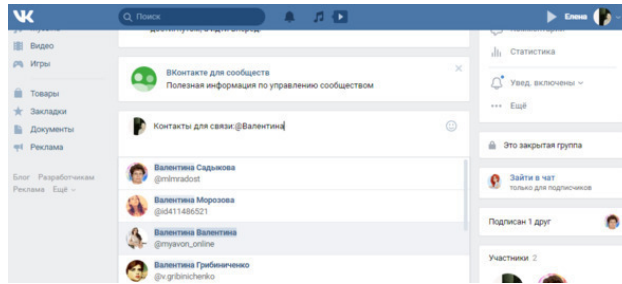 Поиск
Елена
Видео
Игры
Товары
Закладки
Документы
Реклама
Блог Разработчикам
Реклама Ещё
ВКонтакте для сообществ
Полезная информация по управлению сообществом
Контакты для связи:@Валентина
Валентина Садыкова
@mlmradost
Валентина Морозова
@id411486521
Валентина Валентина
@myavon_online
Валентина Грибиниченко
@v.gribinichenko
Статистика
Увед. включены
Ещё
Это закрытая группа
Зайти в чат
только для подписчиков
Подписан 1 друг
Участники 2